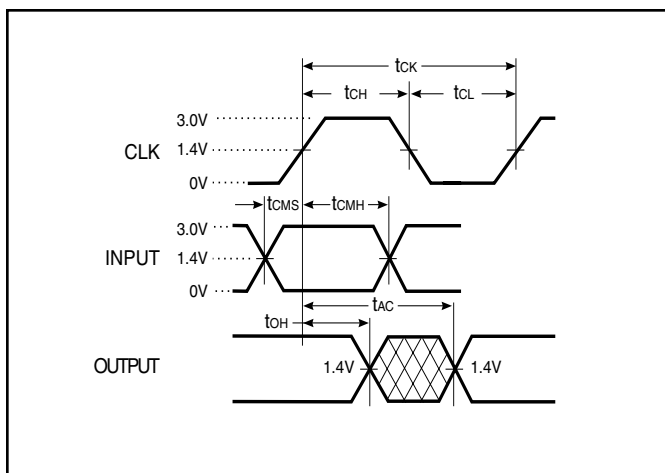 tCK
tCH tCL
3.0V
CLK 1.4V
0V
tCMS tCMH
3.0V
INPUT 1.4V
0V
tAC
tOH
OUTPUT 1.4V 1.4V